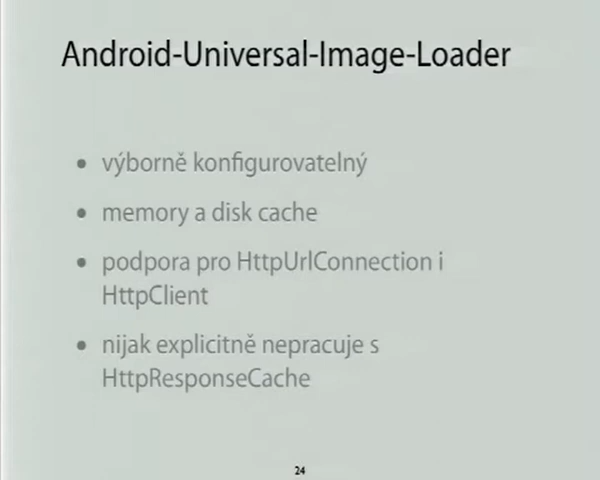 Android-Universal-Image-Loader
• výborně konfigurovatelný
• memory a disk cache
• podpora pro HttpUrlConnection i
HttpClient
• nijak explicitně nepracuje s
HttpResponseCache
24